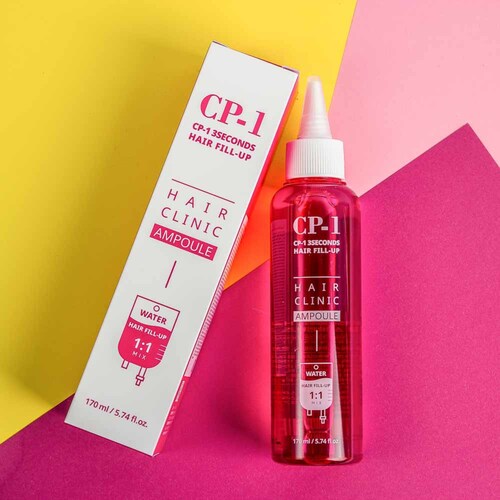 CP-1
CP-1 3SECONDS
HAIR FILL-UP
HAIR
CLINIC
AMPOULE
WATER
HAIR FILL-UP
1:1
MIX
170 ml / 5.74 fl.oz.
CP-1
CP-1 3SECONDS
HAIR FILL-UP
HAIR
CLINIC
AMPOULE
WATER
HAIR FILL-UP
1:1
MIX
170 ml / 5.74 fl.oz.